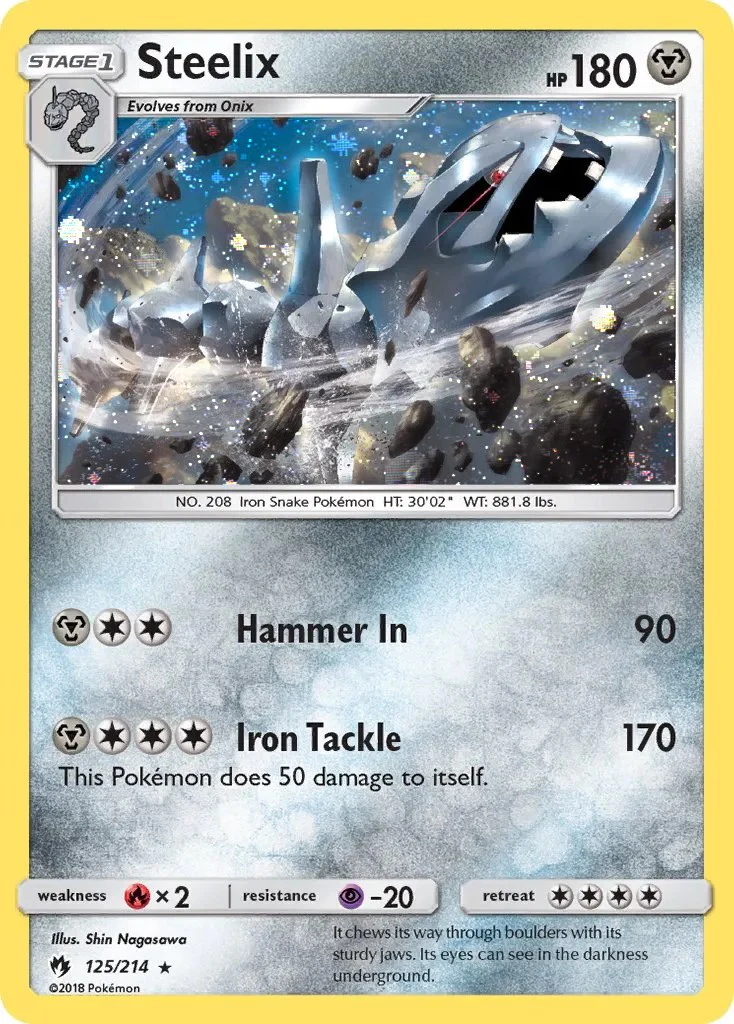 STAGE1
Steelix
HP 180
Evolves from Onix
NO. 208 Iron Snake Pokémon HT: 30'02" WT: 881.8 lbs.
Hammer In 90
Iron Tackle 170
This Pokémon does 50 damage to itself.
weakness ×2 resistance -20 retreat
Illus. Shin Nagasawa
125/214 ★
©2018 Pokémon
It chews its way through boulders with its
sturdy jaws. Its eyes can see in the darkness
underground.